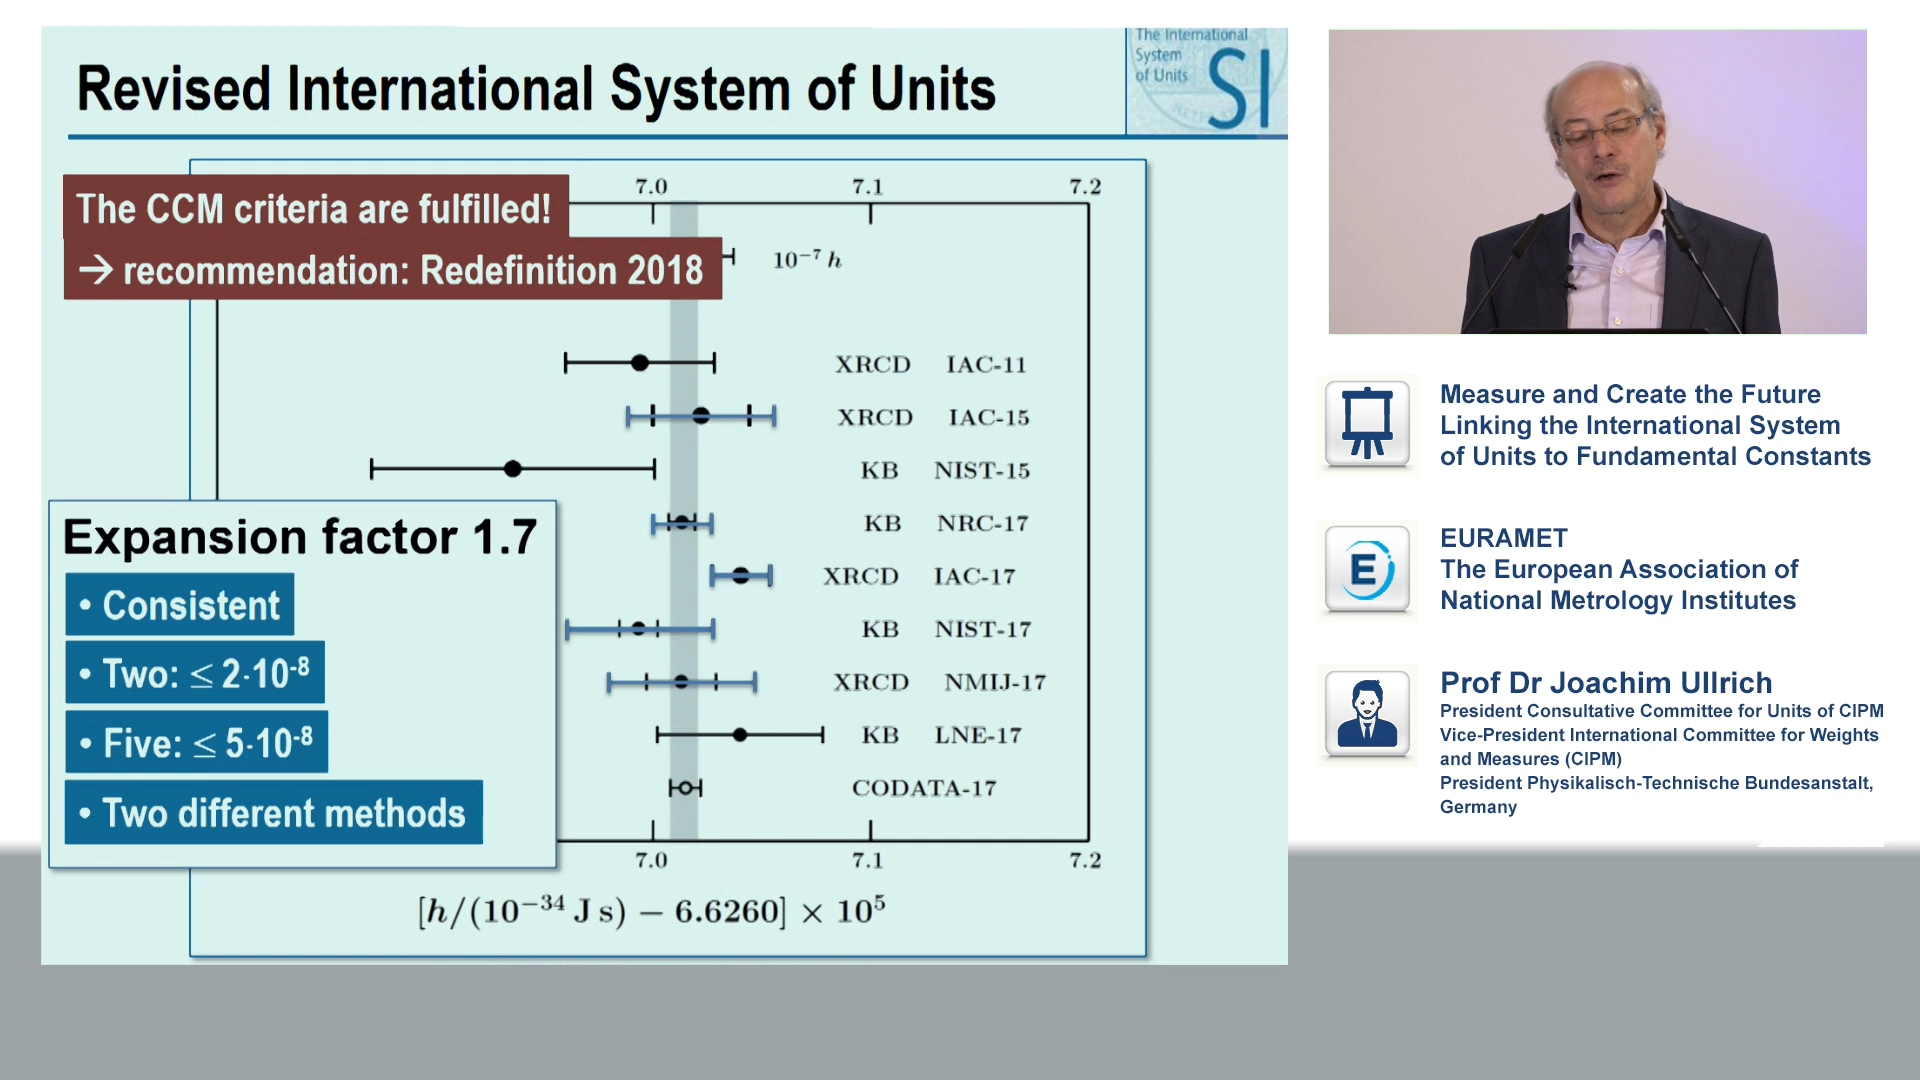 Revised International System of Units
The International
System
of Units
SI
The CCM criteria are fulfilled!
→ recommendation: Redefinition 2018
7.0 7.1 7.2
10⁻⁷ h
XRCD IAC-11
XRCD IAC-15
KB NIST-15
KB NRC-17
XRCD IAC-17
KB NIST-17
XRCD NMIJ-17
KB LNE-17
CODATA-17
7.0 7.1 7.2
[h/(10⁻³⁴ J s) − 6.6260] × 10⁵
Expansion factor 1.7
• Consistent
• Two: ≤ 2·10⁻⁸
• Five: ≤ 5·10⁻⁸
• Two different methods
Measure and Create the Future
Linking the International System
of Units to Fundamental Constants
E
EURAMET
The European Association of
National Metrology Institutes
Prof Dr Joachim Ullrich
President Consultative Committee for Units of CIPM
Vice-President International Committee for Weights
and Measures (CIPM)
President Physikalisch-Technische Bundesanstalt,
Germany